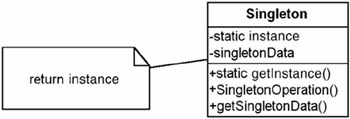 Singleton
-static instance
-singletonData
return instance
+static getInstance()
+SingletonOperation()
+getSingletonData()